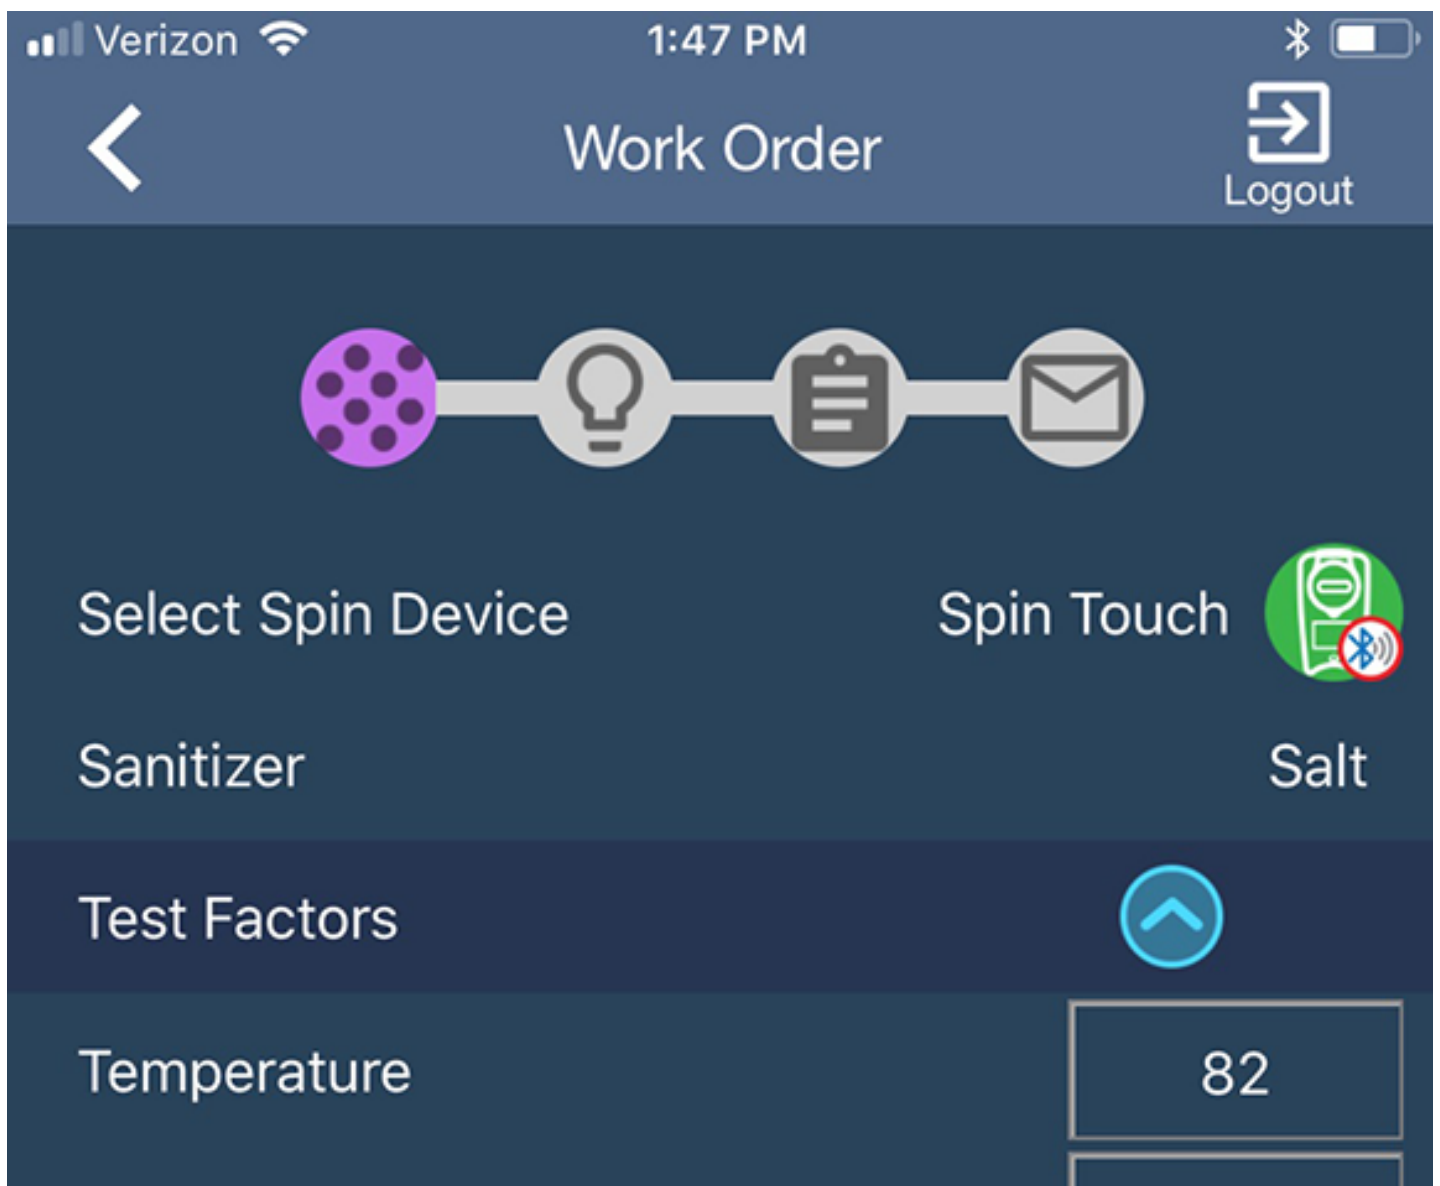 Verizon 1:47 PM
Work Order
Logout
Select Spin Device Spin Touch
Sanitizer Salt
Test Factors
Temperature 82